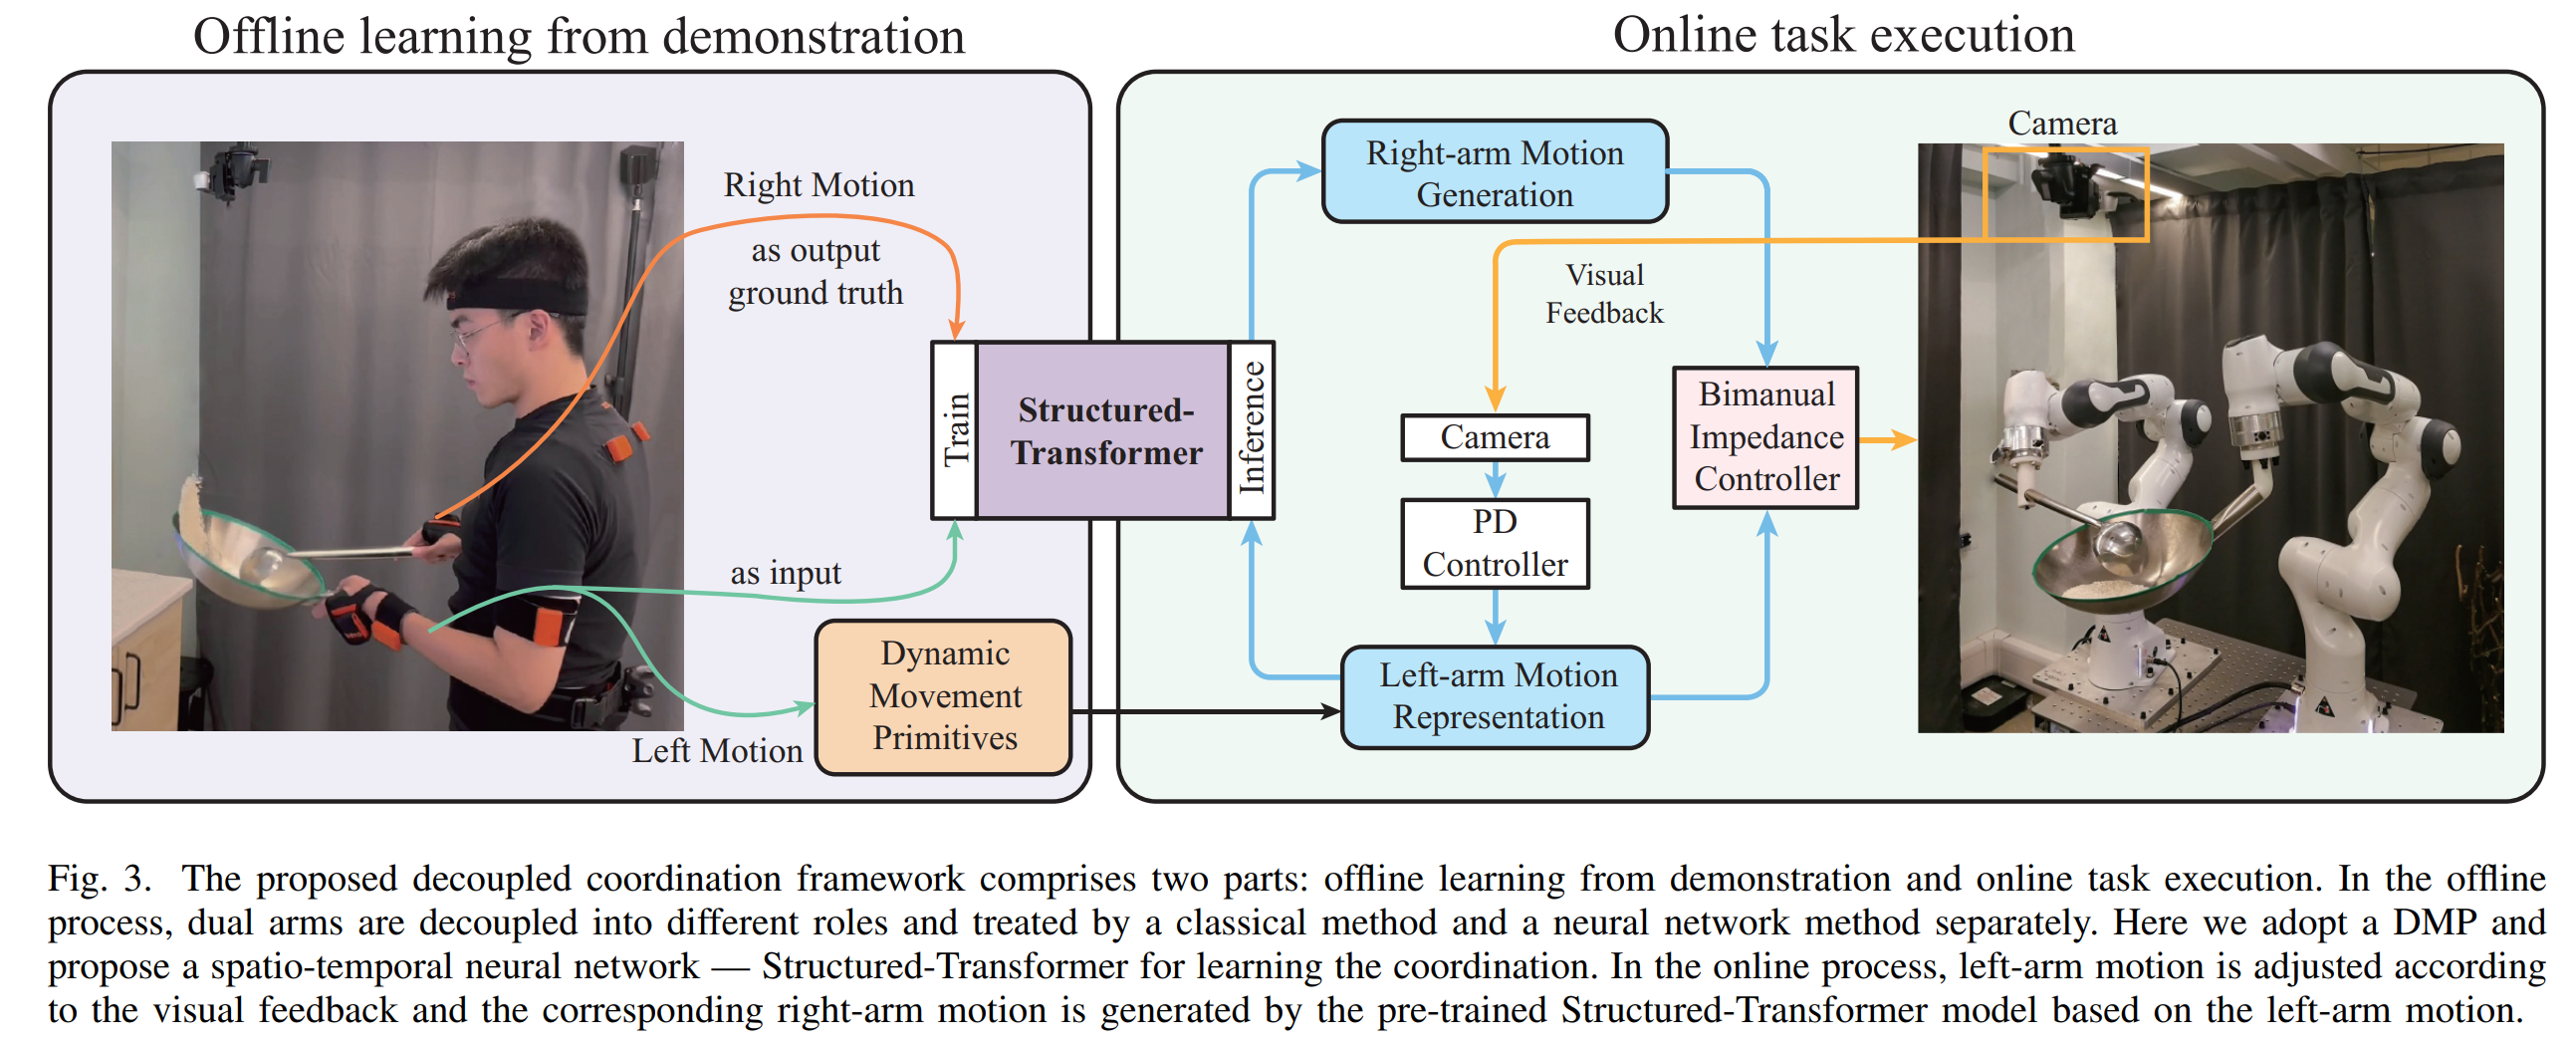 Offline learning from demonstration
Online task execution
Right Motion
as output
ground truth
Train
Structured-
Transformer
Inference
as input
Dynamic
Movement
Primitives
Left Motion
Right-arm Motion
Generation
Camera
Visual
Feedback
Camera
PD
Controller
Bimanual
Impedance
Controller
Left-arm Motion
Representation
Fig. 3. The proposed decoupled coordination framework comprises two parts: offline learning from demonstration and online task execution. In the offline
process, dual arms are decoupled into different roles and treated by a classical method and a neural network method separately. Here we adopt a DMP and
propose a spatio-temporal neural network — Structured-Transformer for learning the coordination. In the online process, left-arm motion is adjusted according
to the visual feedback and the corresponding right-arm motion is generated by the pre-trained Structured-Transformer model based on the left-arm motion.